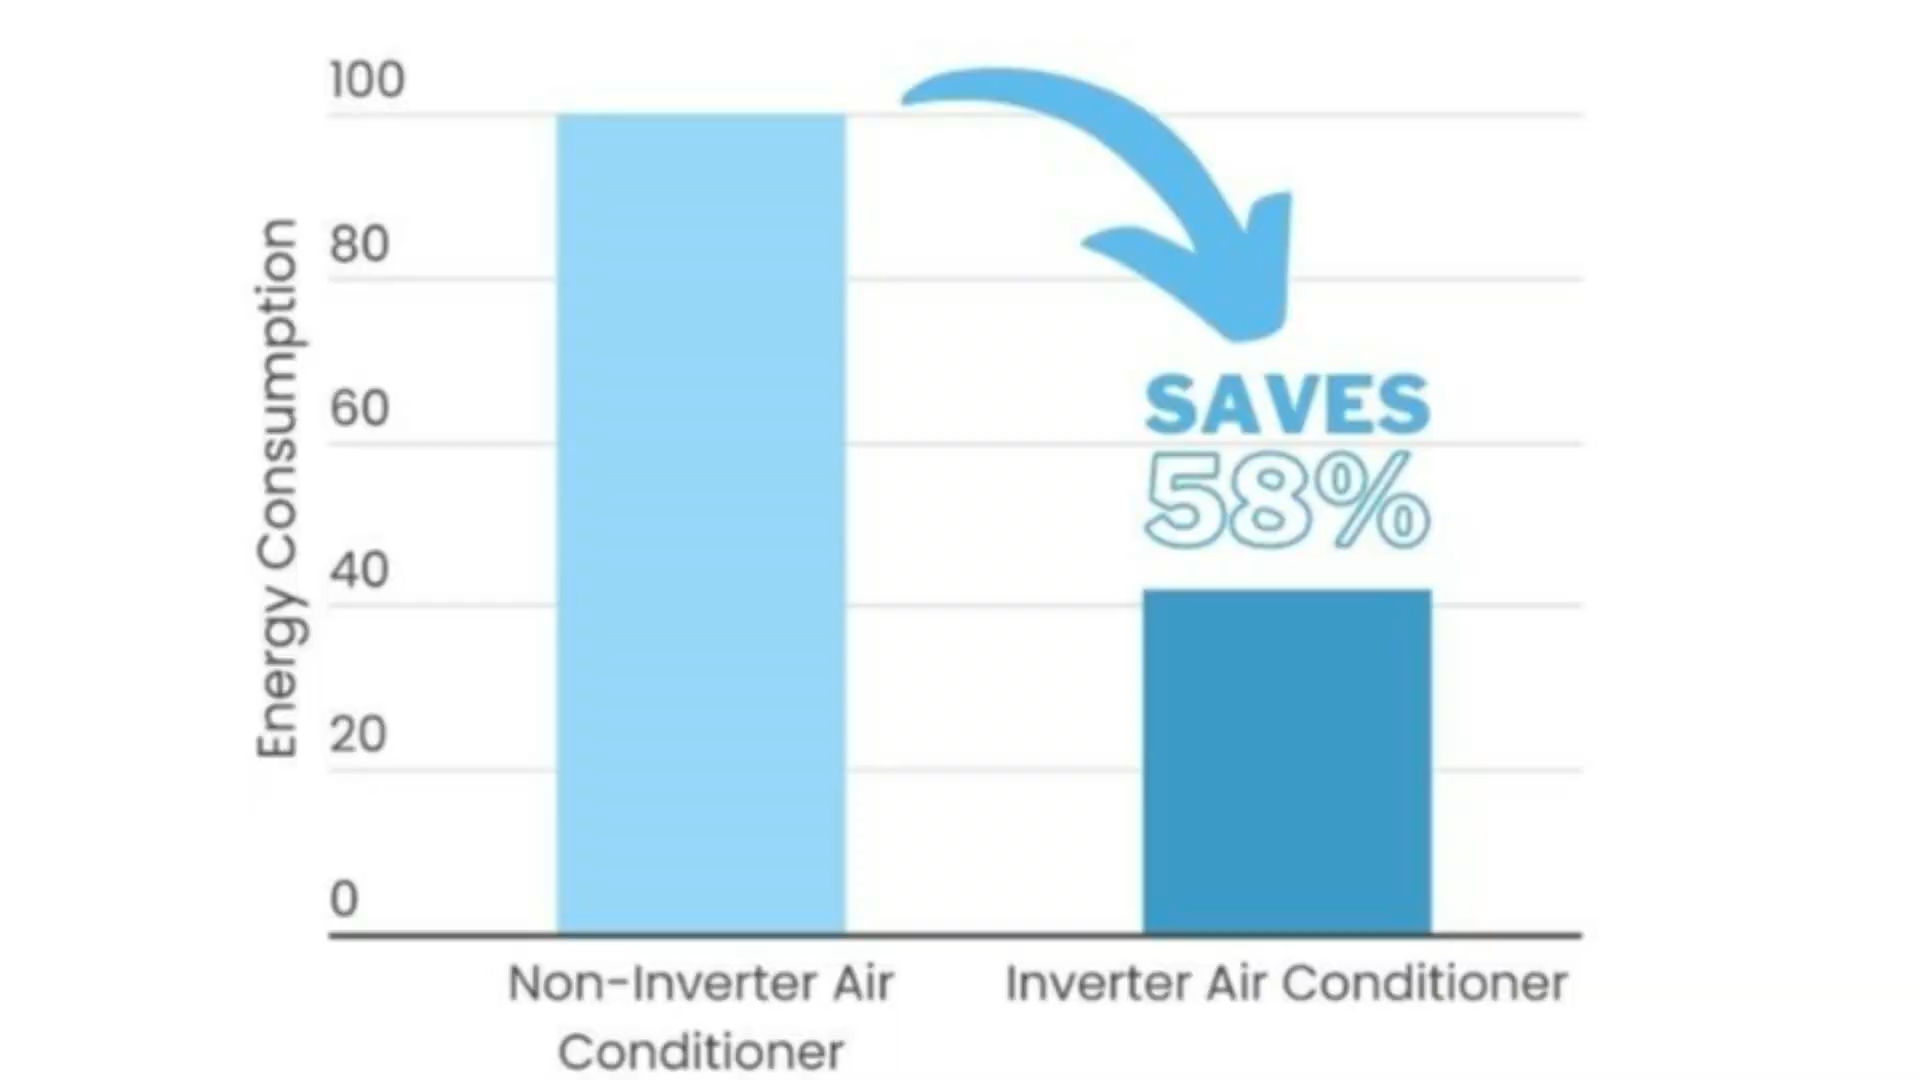 100
80
60
40
20
0
Energy Consumption
SAVES
58%
Non-Inverter Air
Conditioner
Inverter Air Conditioner